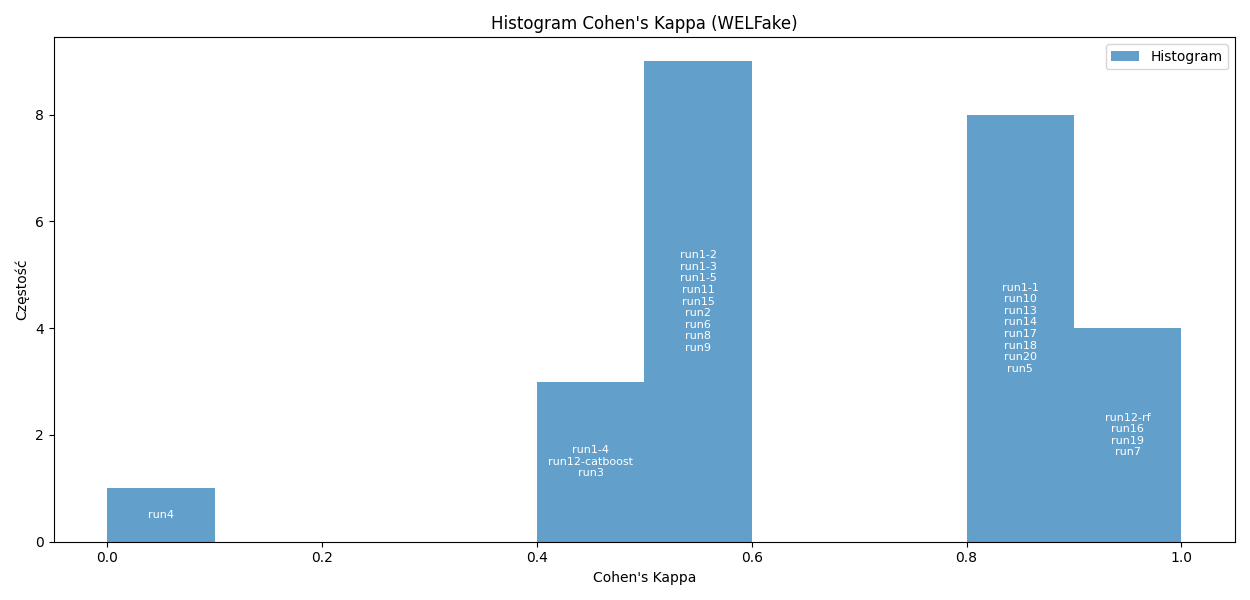 Histogram Cohen's Kappa (WELFake)
Histogram
Częstość
8
6
4
2
0
run4
run1-4
run12-catboost
run3
run1-2
run1-3
run1-5
run11
run15
run2
run6
run8
run9
run1-1
run10
run13
run14
run17
run18
run20
run5
run12-rf
run16
run19
run7
0.0 0.2 0.4 0.6 0.8 1.0
Cohen's Kappa